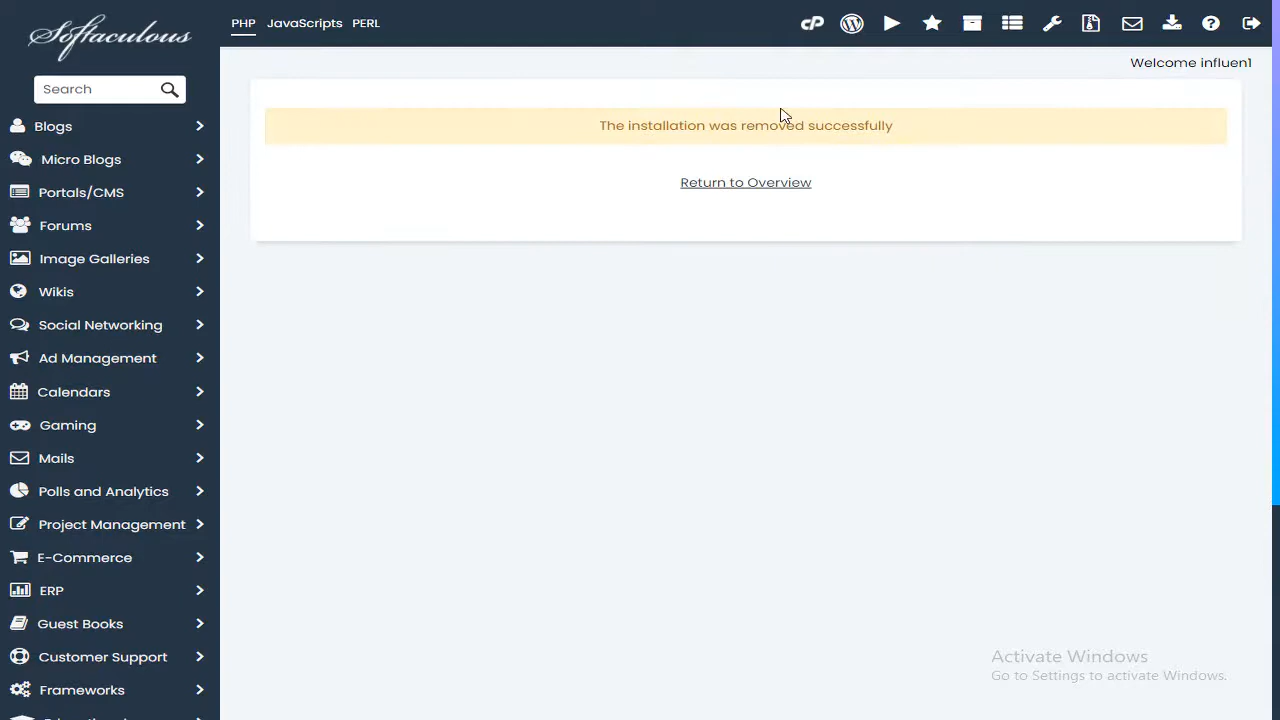 Softaculous
PHP JavaScripts PERL
cP
Welcome influen1
Search
The installation was removed successfully
Return to Overview
Blogs
Micro Blogs
Portals/CMS
Forums
Image Galleries
Wikis
Social Networking
Ad Management
Calendars
Gaming
Mails
Polls and Analytics
Project Management
E-Commerce
ERP
Guest Books
Customer Support
Frameworks
Activate Windows
Go to Settings to activate Windows.